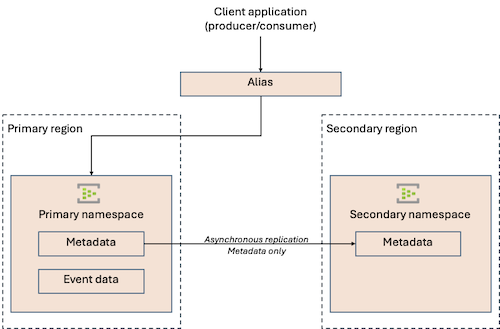 Client application
(producer/consumer)
Alias
Primary region
Secondary region
Primary namespace
Secondary namespace
Metadata
Asynchronous replication
Metadata only
Metadata
Event data